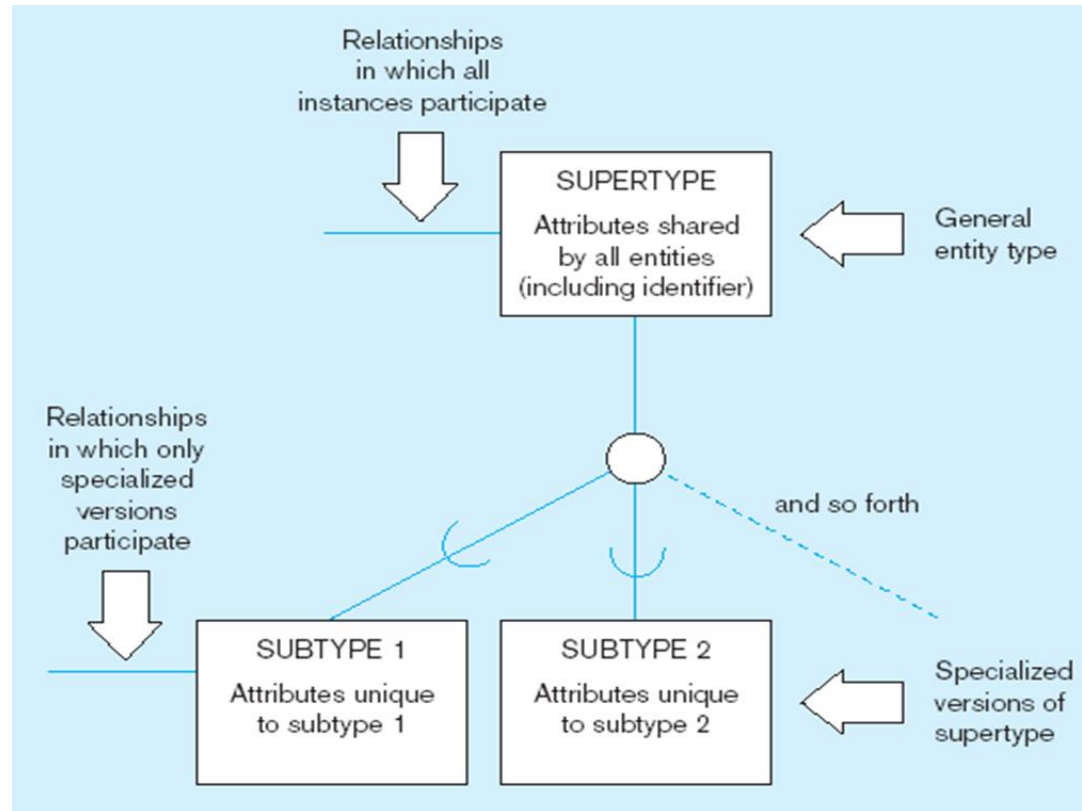 Relationships
in which all
instances participate
SUPERTYPE
Attributes shared
by all entities
(including identifier)
General
entity type
Relationships
in which only
specialized
versions
participate
and so forth
SUBTYPE 1
Attributes unique
to subtype 1
SUBTYPE 2
Attributes unique
to subtype 2
Specialized
versions of
supertype